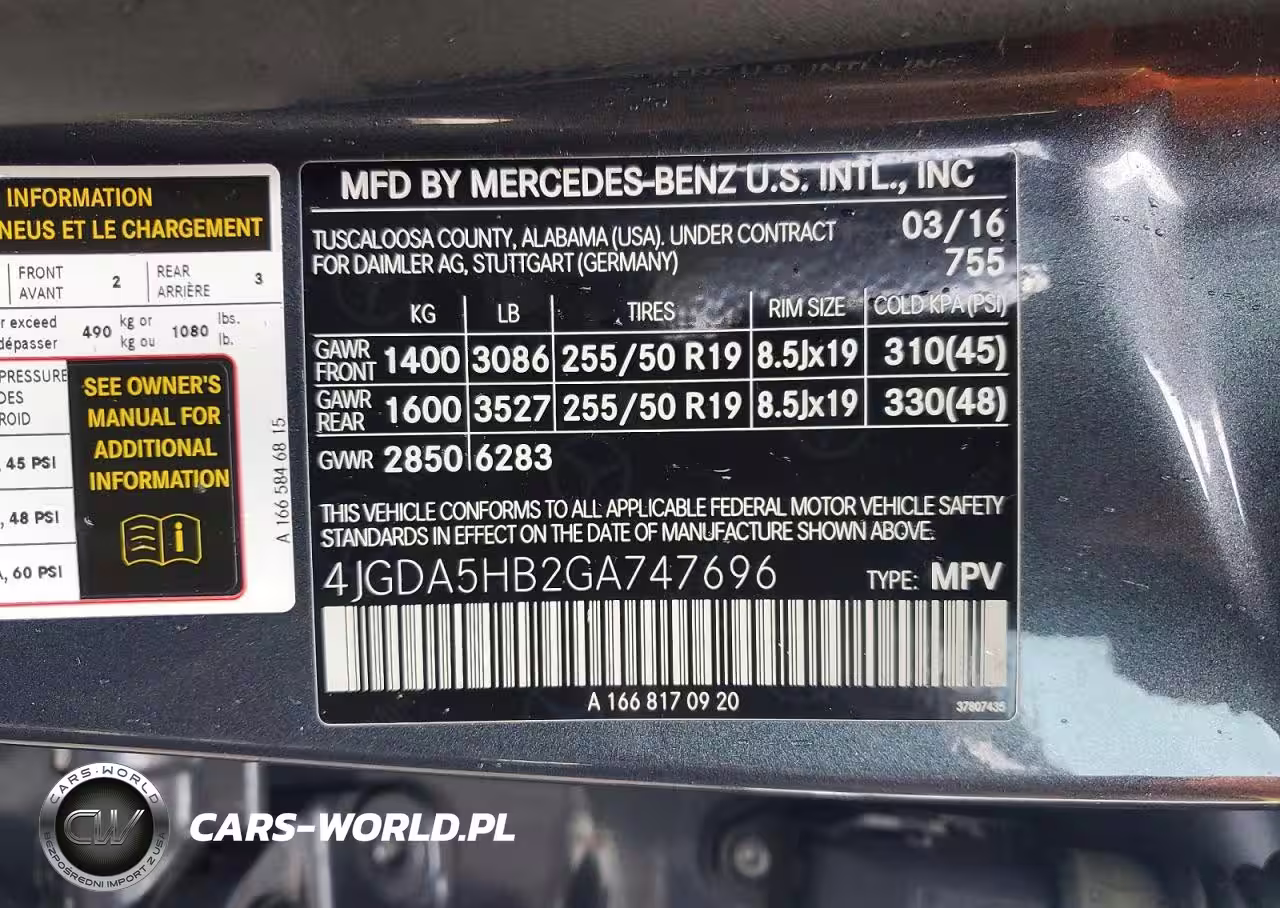 INFORMATION
NEUS ET LE CHARGEMENT
FRONT
AVANT
2
REAR
ARRIÈRE
3
r exceed
dépasser
490
kg or
kg ou
1080
lbs.
lb.
PRESSURE
DES
ROID
, 45 PSI
, 48 PSI
A, 60 PSI
SEE OWNER'S
MANUAL FOR
ADDITIONAL
INFORMATION
A 166 584 68 15
MFD BY MERCEDES-BENZ U.S. INTL., INC
TUSCALOOSA COUNTY, ALABAMA (USA). UNDER CONTRACT
FOR DAIMLER AG, STUTTGART (GERMANY)
03/16
755
KG LB TIRES RIM SIZE COLD KPA (PSI)
GAWR FRONT 1400 3086 255/50 R19 8.5Jx19 310(45)
GAWR REAR 1600 3527 255/50 R19 8.5Jx19 330(48)
GVWR 2850 6283
THIS VEHICLE CONFORMS TO ALL APPLICABLE FEDERAL MOTOR VEHICLE SAFETY
STANDARDS IN EFFECT ON THE DATE OF MANUFACTURE SHOWN ABOVE.
4JGDA5HB2GA747696 TYPE: MPV
A 166 817 09 20
37807435
CARS-WORLD
CW
BEZPOŚREDNI IMPORT Z USA
CARS-WORLD.PL